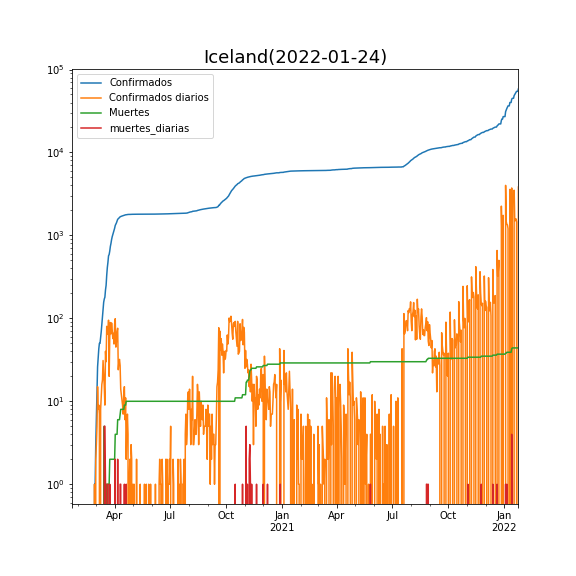 Iceland(2022-01-24)
Confirmados
Confirmados diarios
Muertes
muertes_diarias
10^5
10^4
10^3
10^2
10^1
10^0
Apr Jul Oct Jan Apr Jul Oct Jan
2021 2022